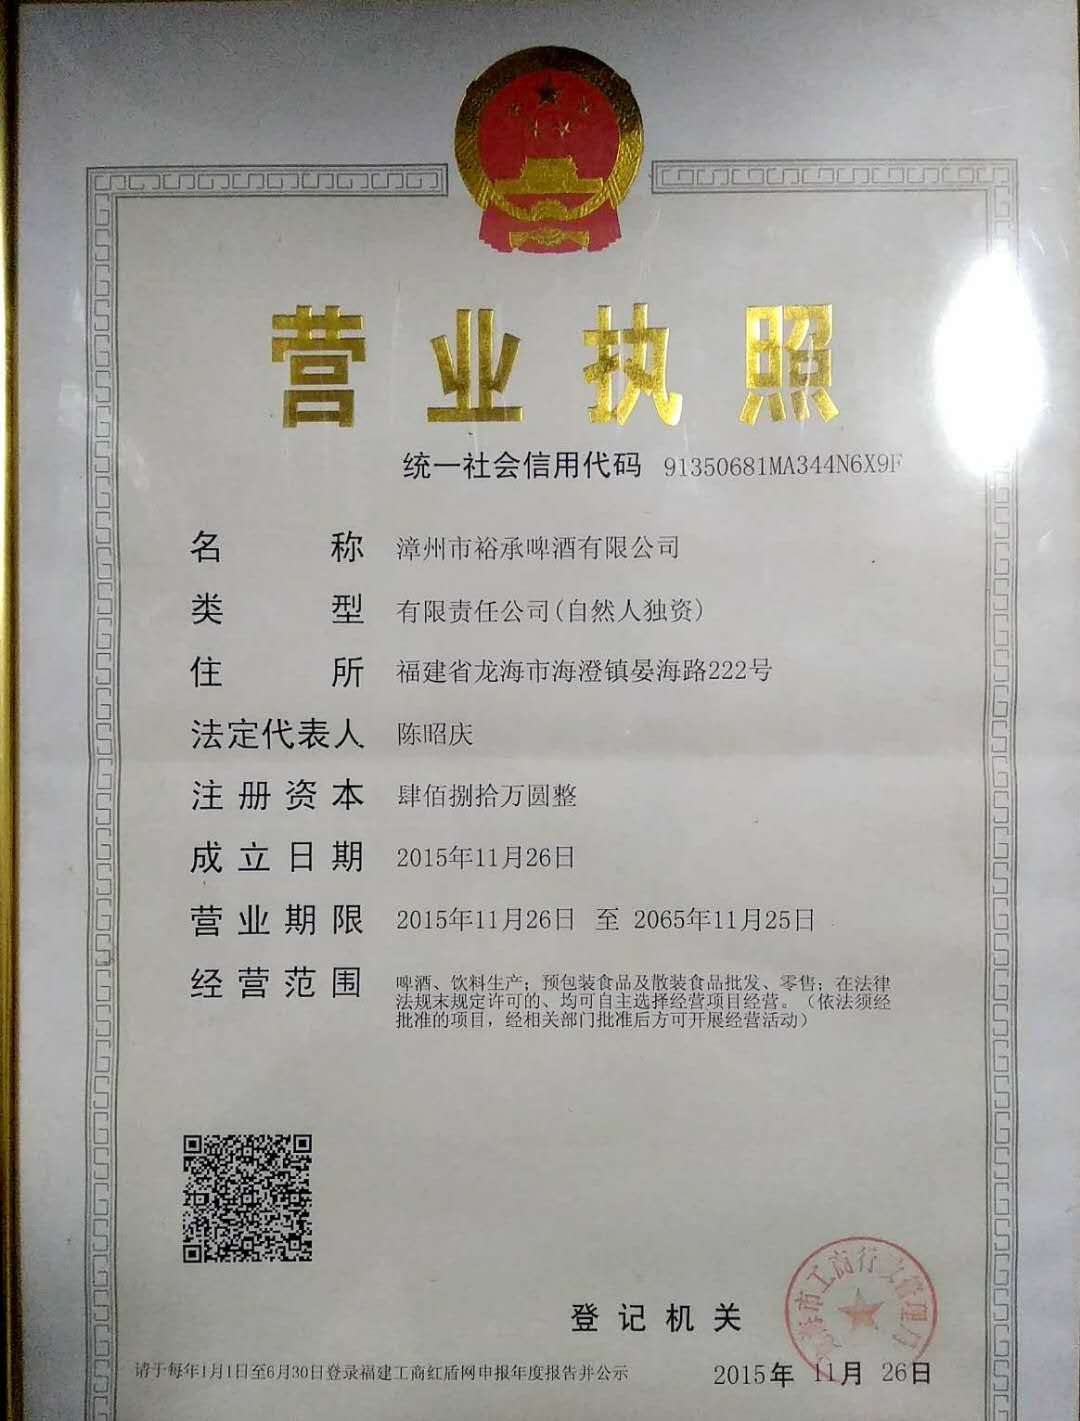 营业执照
统一社会信用代码 91350681MA344N6X9F
名称 漳州市裕承啤酒有限公司
类型 有限责任公司(自然人独资)
住所 福建省龙海市海澄镇晏海路222号
法定代表人 陈昭庆
注册资本 肆佰捌拾万圆整
成立日期 2015年11月26日
营业期限 2015年11月26日 至 2065年11月25日
经营范围 啤酒、饮料生产；预包装食品及散装食品批发、零售；在法律
法规末规定许可的、均可自主选择经营项目经营。（依法须经
批准的项目，经相关部门批准后方可开展经营活动）
登记机关
海市工商行政管理局
请于每年1月1日至6月30日登录福建工商红盾网申报年度报告并公示
2015年 11月 26日